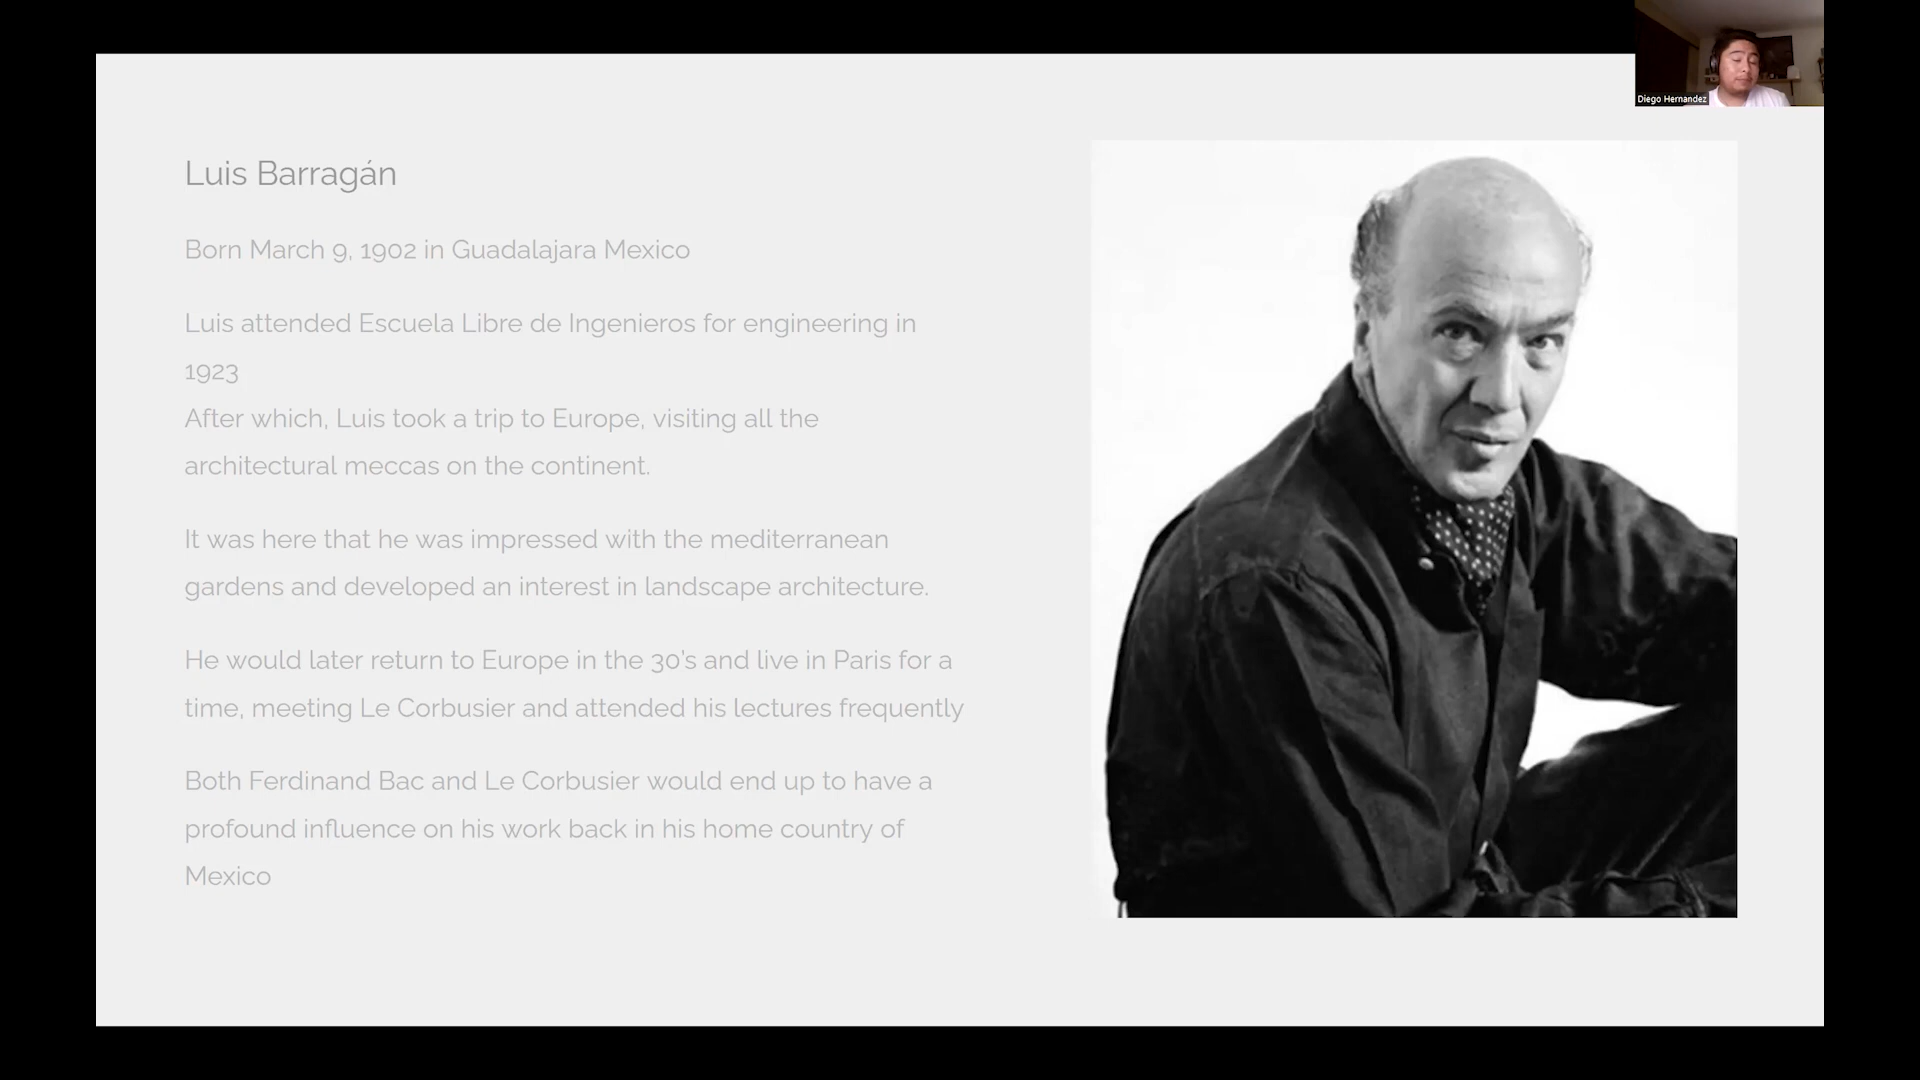 Diego Hernandez
Luis Barragán
Born March 9, 1902 in Guadalajara Mexico
Luis attended Escuela Libre de Ingenieros for engineering in
1923
After which, Luis took a trip to Europe, visiting all the
architectural meccas on the continent.
It was here that he was impressed with the mediterranean
gardens and developed an interest in landscape architecture.
He would later return to Europe in the 30's and live in Paris for a
time, meeting Le Corbusier and attended his lectures frequently
Both Ferdinand Bac and Le Corbusier would end up to have a
profound influence on his work back in his home country of
Mexico